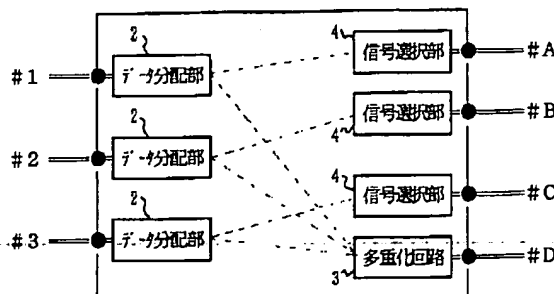 2
4
#1
データ分配部
信号選択部
#A
2
#2
データ分配部
信号選択部
#B
4
2
4
#3
データ分配部
信号選択部
#C
多重化回路
#D
3